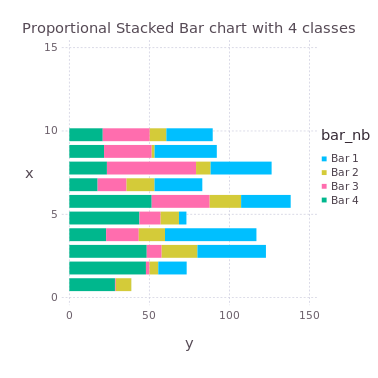 Proportional Stacked Bar chart with 4 classes
15
10
5
0
x
0 50 100 150
y
bar_nb
Bar 1
Bar 2
Bar 3
Bar 4